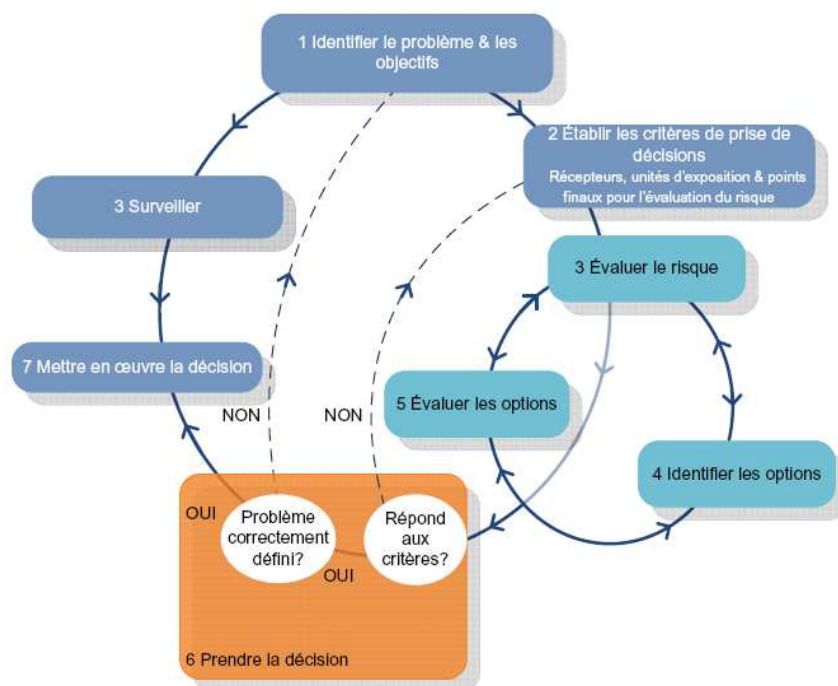 1 Identifier le problème & les
objectifs
2 Établir les critères de prise de
décisions
Récepteurs, unités d'exposition & points
finaux pour l'évaluation du risque
3 Surveiller
3 Évaluer le risque
7 Mettre en œuvre la décision
5 Évaluer les options
NON
NON
4 Identifier les options
OUI
Problème
correctement
défini?
Répond
aux
critères?
OUI
6 Prendre la décision